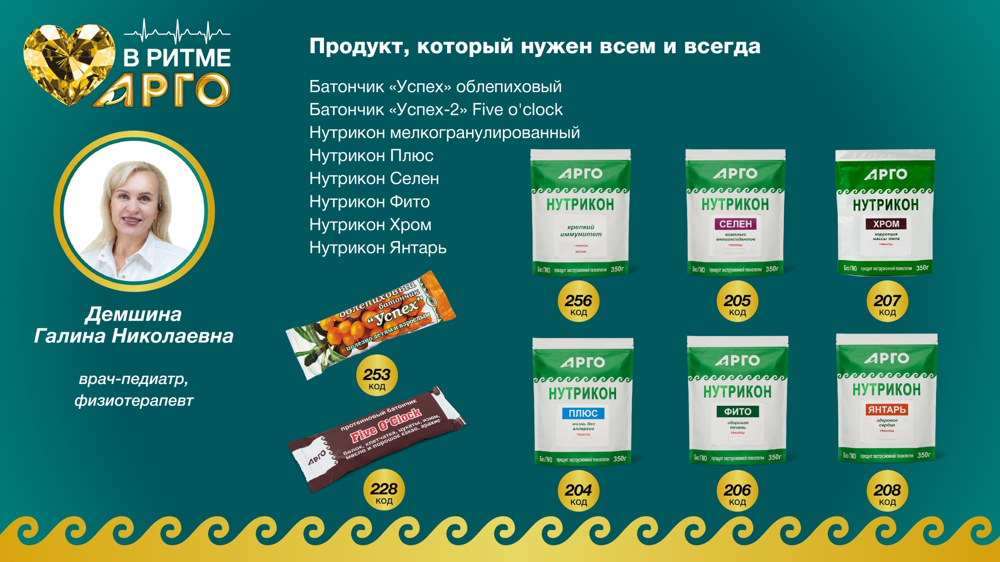 В РИТМЕ
АРГО
Продукт, который нужен всем и всегда
Батончик «Успех» облепиховый
Батончик «Успех-2» Five o'clock
Нутрикон мелкогранулированный
Нутрикон Плюс
Нутрикон Селен
Нутрикон Фито
Нутрикон Хром
Нутрикон Янтарь
Демшина
Галина Николаевна
врач-педиатр,
физиотерапевт
облепиховый
батончик
“Успех”
полезно детям и взрослым
253
код
АРГО
протеиновый батончик
Five O'Clock
белок, клетчатка, цукаты, изюм,
масло и порошок какао, арахис
228
код
АРГО
НУТРИКОН
крепкий
иммунитет
ГРАНУЛЫ
МЕЛКИЕ
Без ГМО продукт экструзионной технологии 350г
256
код
АРГО
НУТРИКОН
СЕЛЕН
комплекс
антиоксидантов
ГРАНУЛЫ
Без ГМО продукт экструзионной технологии 350г
205
код
АРГО
НУТРИКОН
ХРОМ
коррекция
массы тела
ГРАНУЛЫ
Без ГМО продукт экструзионной технологии 350г
207
код
АРГО
НУТРИКОН
ПЛЮС
жизнь без
аллергии
ГРАНУЛЫ
Без ГМО продукт экструзионной технологии 350г
204
код
АРГО
НУТРИКОН
ФИТО
здоровая
печень
ГРАНУЛЫ
Без ГМО продукт экструзионной технологии 350г
206
код
АРГО
НУТРИКОН
ЯНТАРЬ
здоровое
сердце
ГРАНУЛЫ
Без ГМО продукт экструзионной технологии 350г
208
код